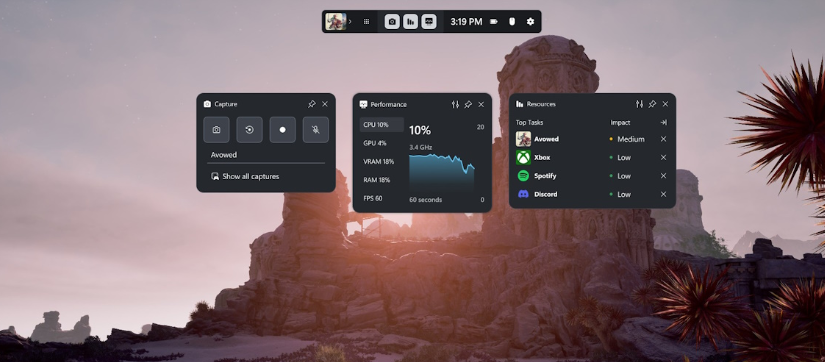 3:19 PM
Capture
Avowed
Show all captures
Performance
CPU 10%
GPU 4%
VRAM 18%
RAM 18%
FPS 60
10%
20
3.4 GHz
60 seconds
0
Resources
Top Tasks
Impact
Avowed
Medium
Xbox
Low
Spotify
Low
Discord
Low